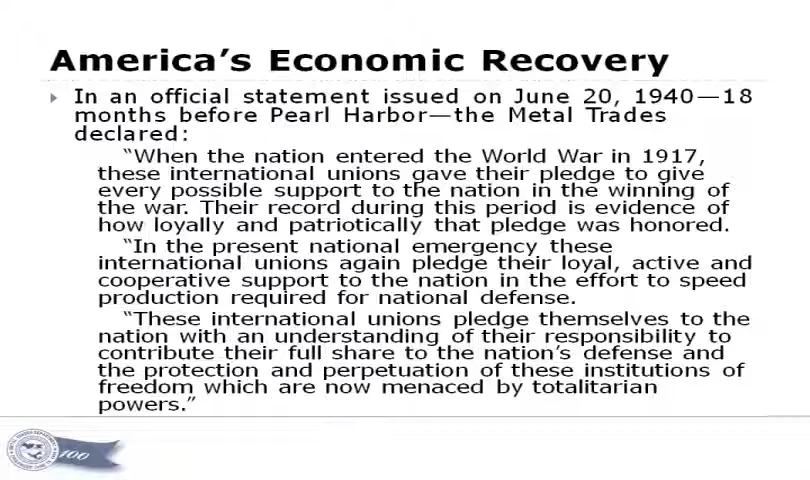 America’s Economic Recovery
In an official statement issued on June 20, 1940—18
months before Pearl Harbor—the Metal Trades
declared:
“When the nation entered the World War in 1917,
these international unions gave their pledge to give
every possible support to the nation in the winning of
the war. Their record during this period is evidence of
how loyally and patriotically that pledge was honored.
“In the present national emergency these
international unions again pledge their loyal, active and
cooperative support to the nation in the effort to speed
production required for national defense.
“These international unions pledge themselves to the
nation with an understanding of their responsibility to
contribute their full share to the nation’s defense and
the protection and perpetuation of these institutions of
freedom which are now menaced by totalitarian
powers.”
100